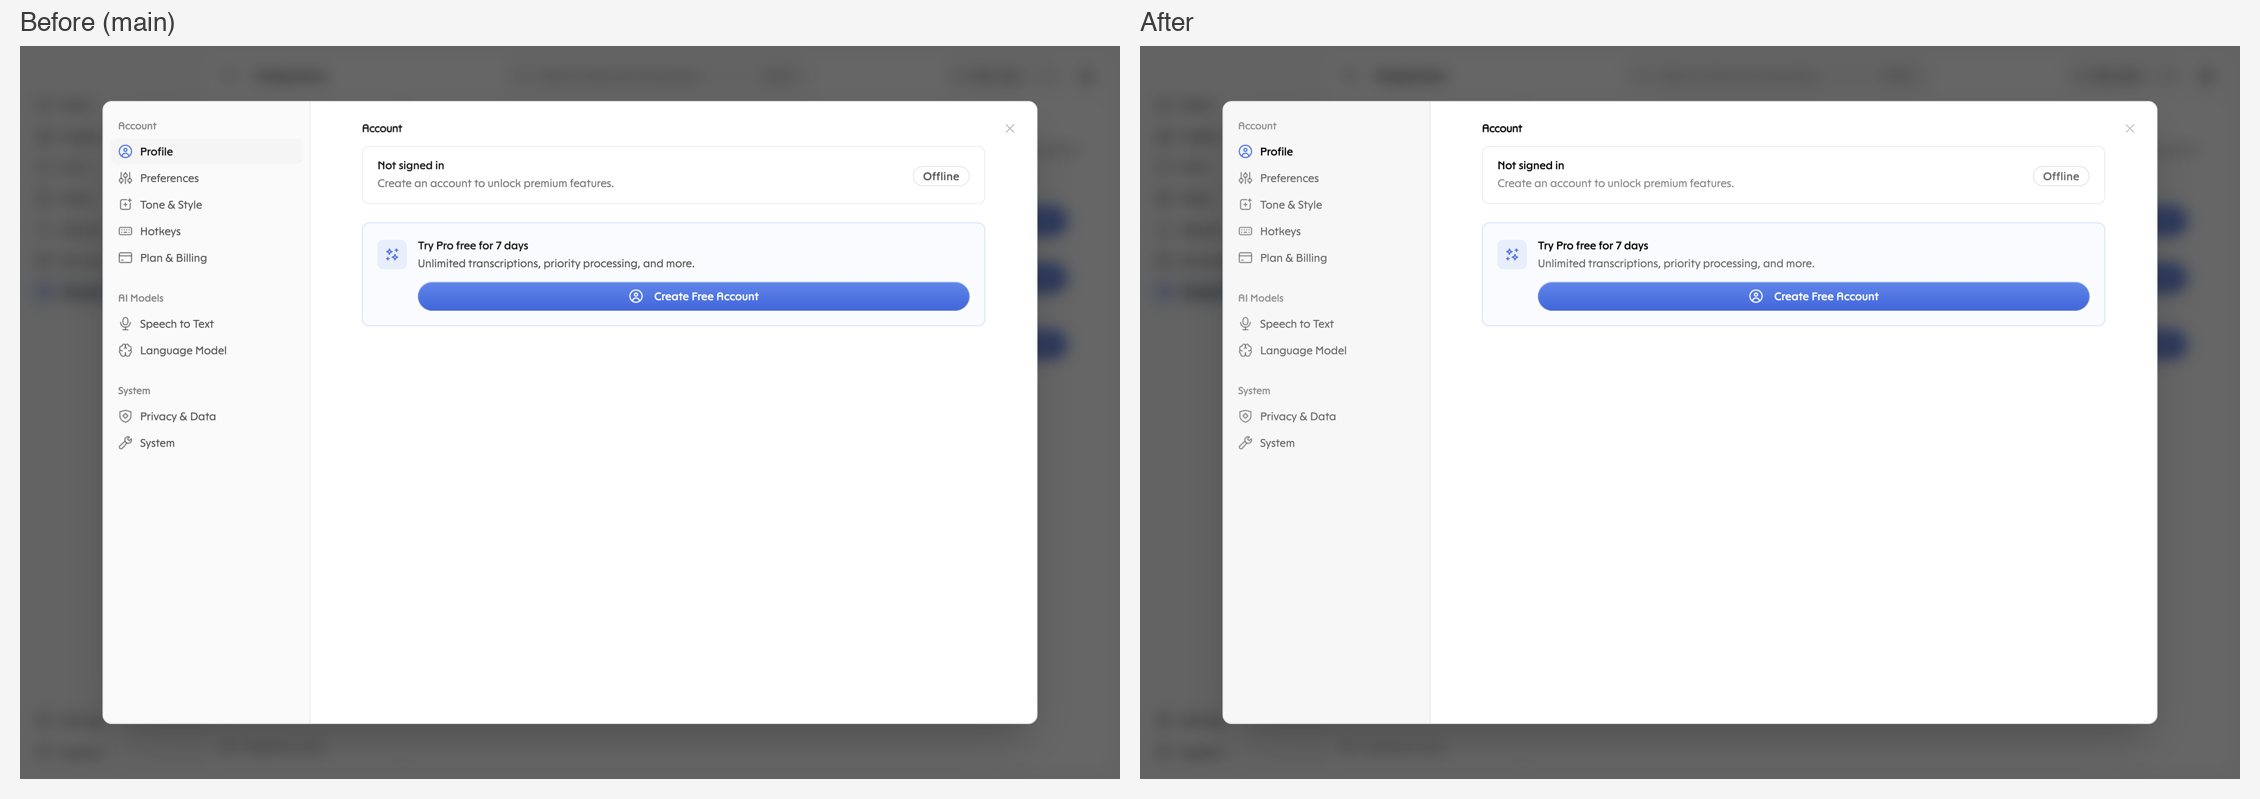 Before (main)
Account
Profile
Preferences
Tone & Style
Hotkeys
Plan & Billing
AI Models
Speech to Text
Language Model
System
Privacy & Data
System
Account
Not signed in
Create an account to unlock premium features.
Offline
Try Pro free for 7 days
Unlimited transcriptions, priority processing, and more.
Create Free Account
After
Account
Profile
Preferences
Tone & Style
Hotkeys
Plan & Billing
AI Models
Speech to Text
Language Model
System
Privacy & Data
System
Account
Not signed in
Create an account to unlock premium features.
Offline
Try Pro free for 7 days
Unlimited transcriptions, priority processing, and more.
Create Free Account